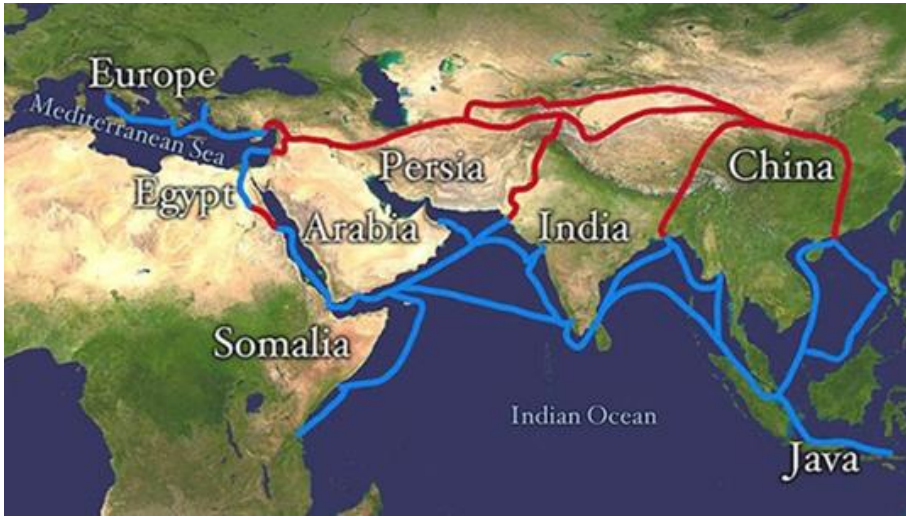 Europe
Mediterranean Sea
Persia
China
Egypt
Arabia
India
Somalia
Indian Ocean
Java